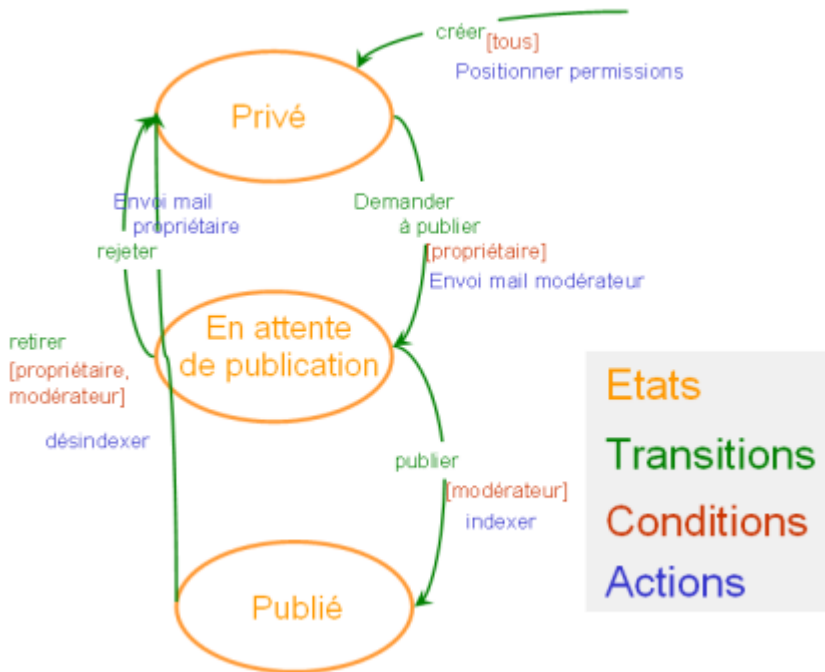 créer
[tous]
Positionner permissions
Privé
Envoi mail
propriétaire
rejeter
Demander
à publier
[propriétaire]
Envoi mail modérateur
En attente
de publication
retirer
[propriétaire,
modérateur]
désindexer
publier
[modérateur]
indexer
Publié
Etats
Transitions
Conditions
Actions